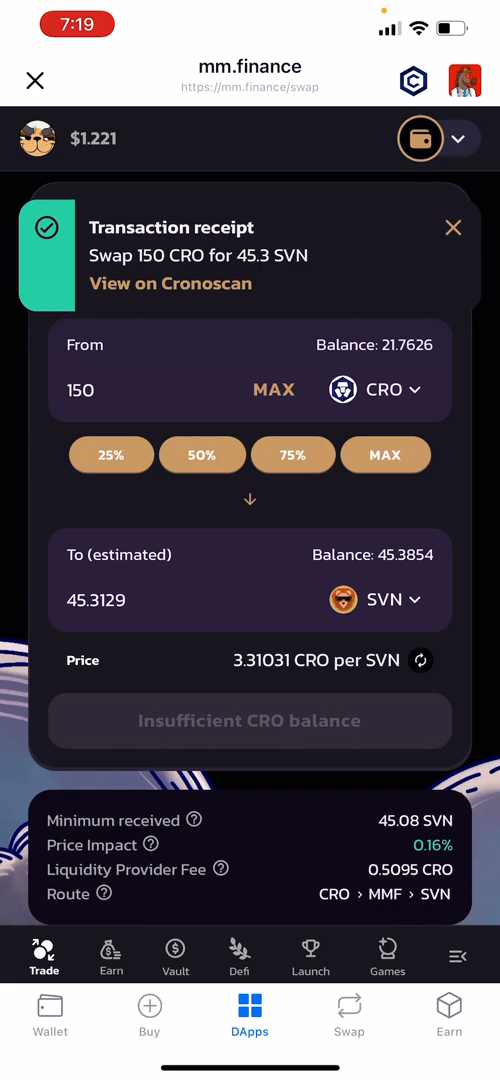 7:19
mm.finance
https://mm.finance/swap
$1.221
Transaction receipt
Swap 150 CRO for 45.3 SVN
View on Cronoscan
From Balance: 21.7626
150 MAX CRO
25% 50% 75% MAX
To (estimated) Balance: 45.3854
45.3129 SVN
Price 3.31031 CRO per SVN
Insufficient CRO balance
Minimum received 45.08 SVN
Price Impact 0.16%
Liquidity Provider Fee 0.5095 CRO
Route CRO > MMF > SVN
Trade Earn Vault Defi Launch Games
Wallet Buy DApps Swap Earn